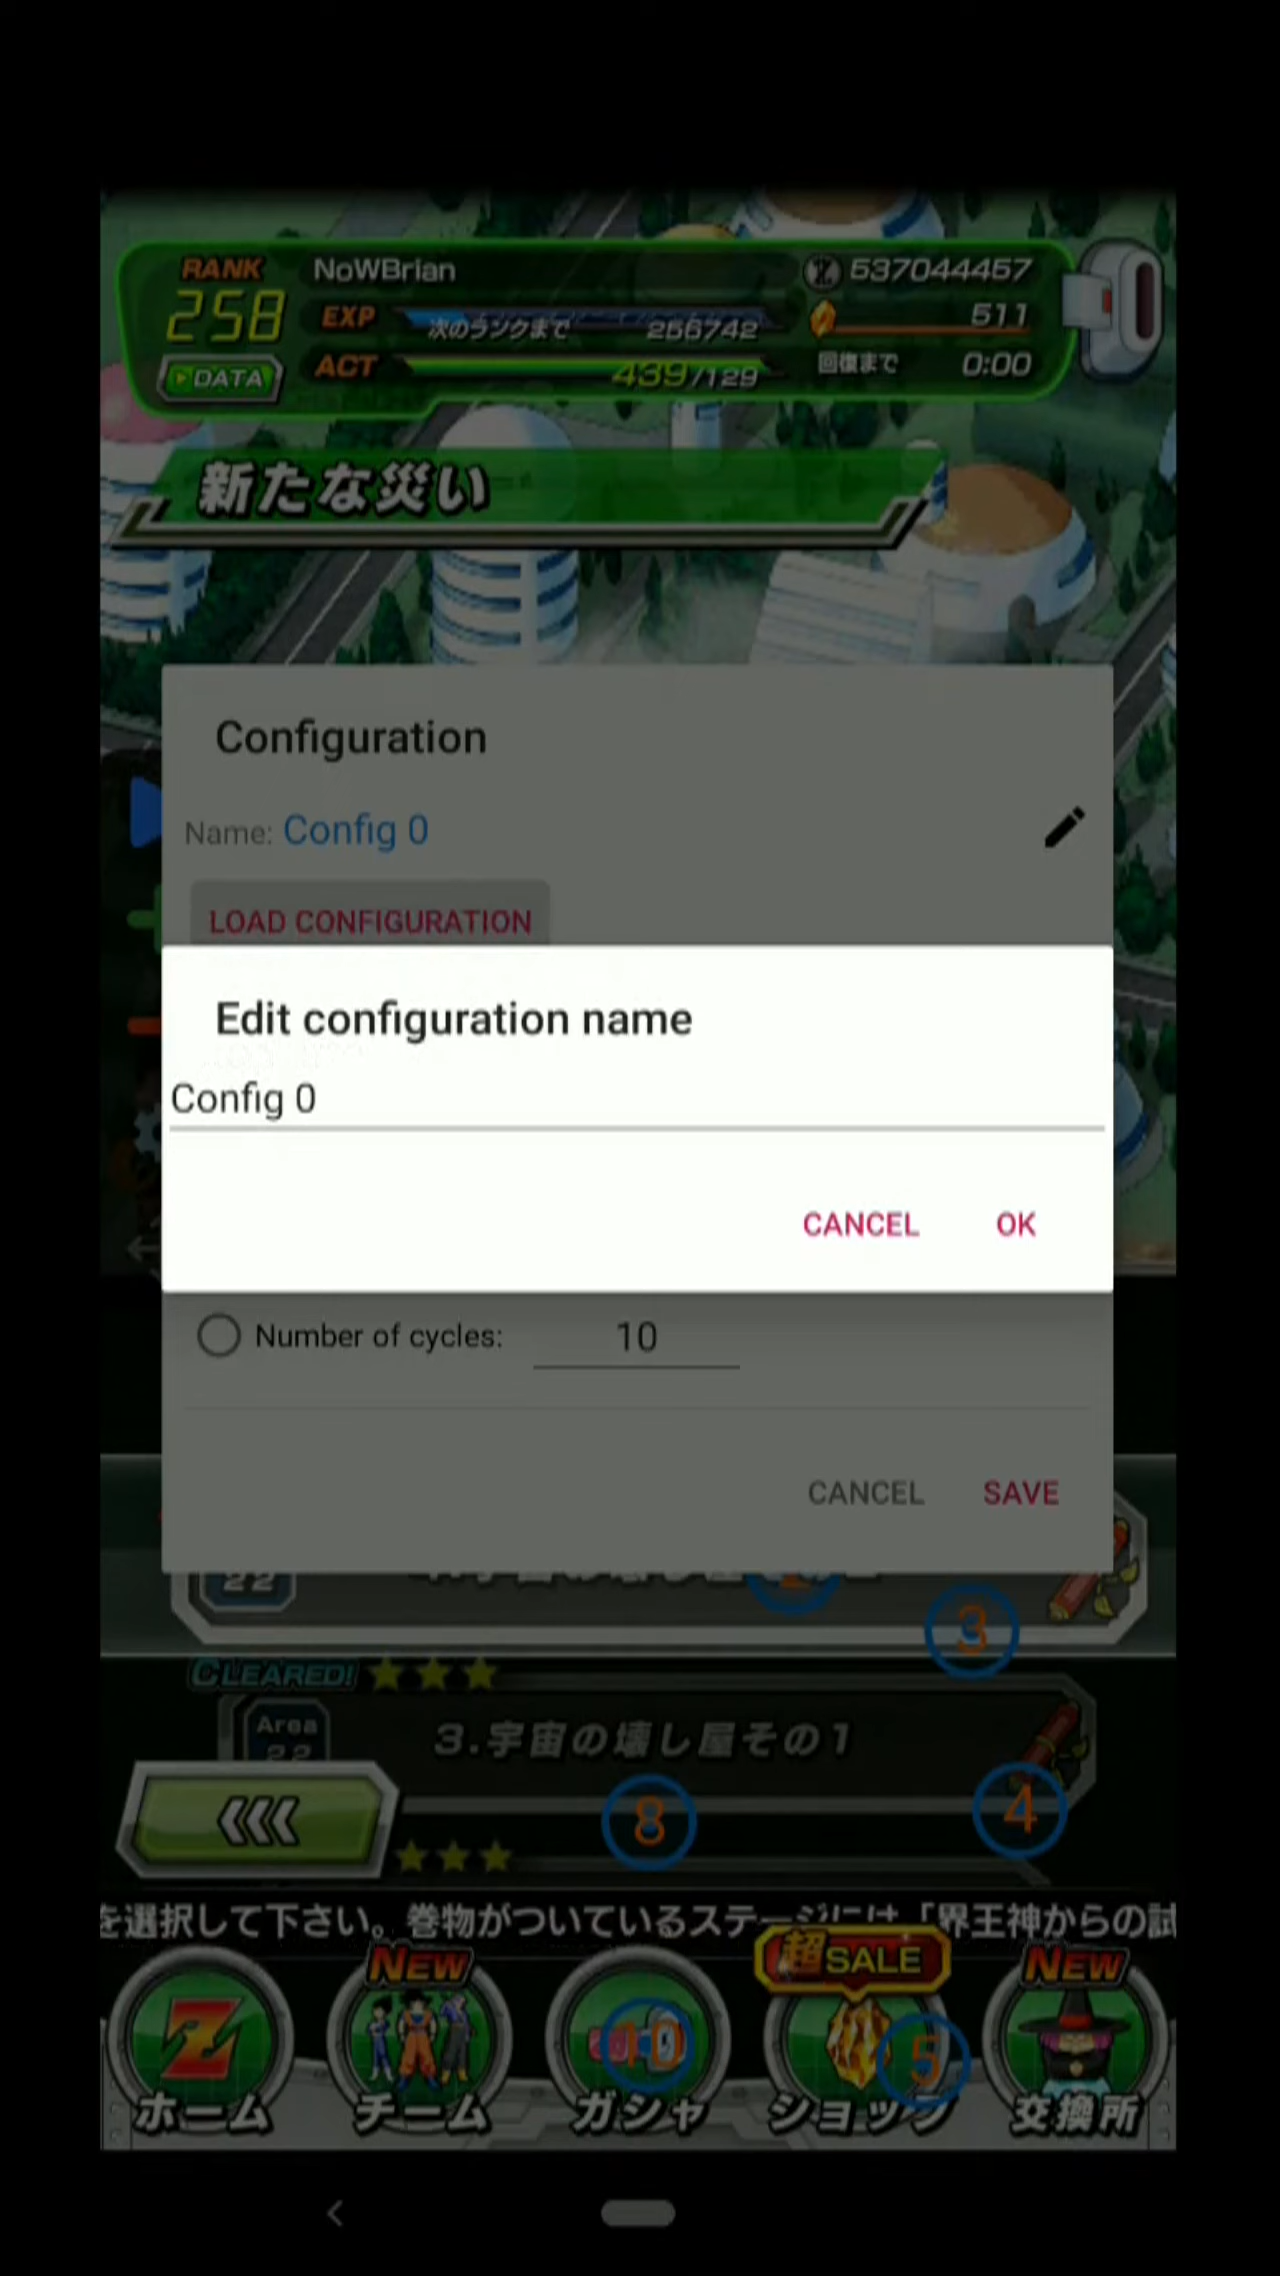 RANK
258
DATA
NoWBrian
EXP 次のランクまで 256742
ACT 439/129
537044457
511
回復まで 0:00
新たな災い
Configuration
Name: Config 0
LOAD CONFIGURATION
Edit configuration name
Config 0
CANCEL OK
Number of cycles: 10
CANCEL SAVE
22
3
CLEARED!
Area
22
3.宇宙の壊し屋その1
8
4
を選択して下さい。巻物がついているステージには「界王神からの試
NEW
超SALE
NEW
10
5
ホーム
チーム
ガシャ
ショップ
交換所